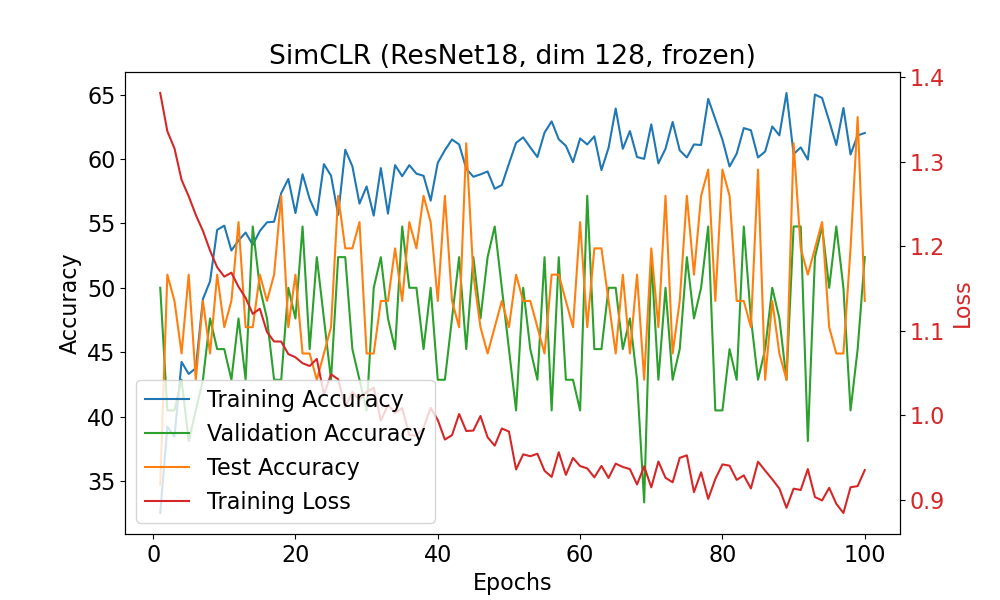 SimCLR (ResNet18, dim 128, frozen)
65
60
55
50
45
40
35
Accuracy
1.4
1.3
1.2
1.1
1.0
0.9
Loss
Training Accuracy
Validation Accuracy
Test Accuracy
Training Loss
0 20 40 60 80 100
Epochs